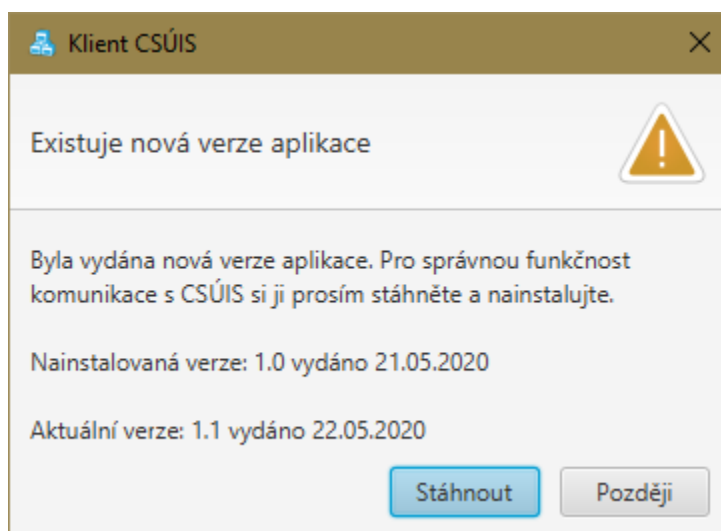 Klient CSÚIS
Existuje nová verze aplikace
Byla vydána nová verze aplikace. Pro správnou funkčnost
komunikace s CSÚIS si ji prosím stáhněte a nainstalujte.
Nainstalovaná verze: 1.0 vydáno 21.05.2020
Aktuální verze: 1.1 vydáno 22.05.2020
Stáhnout
Později